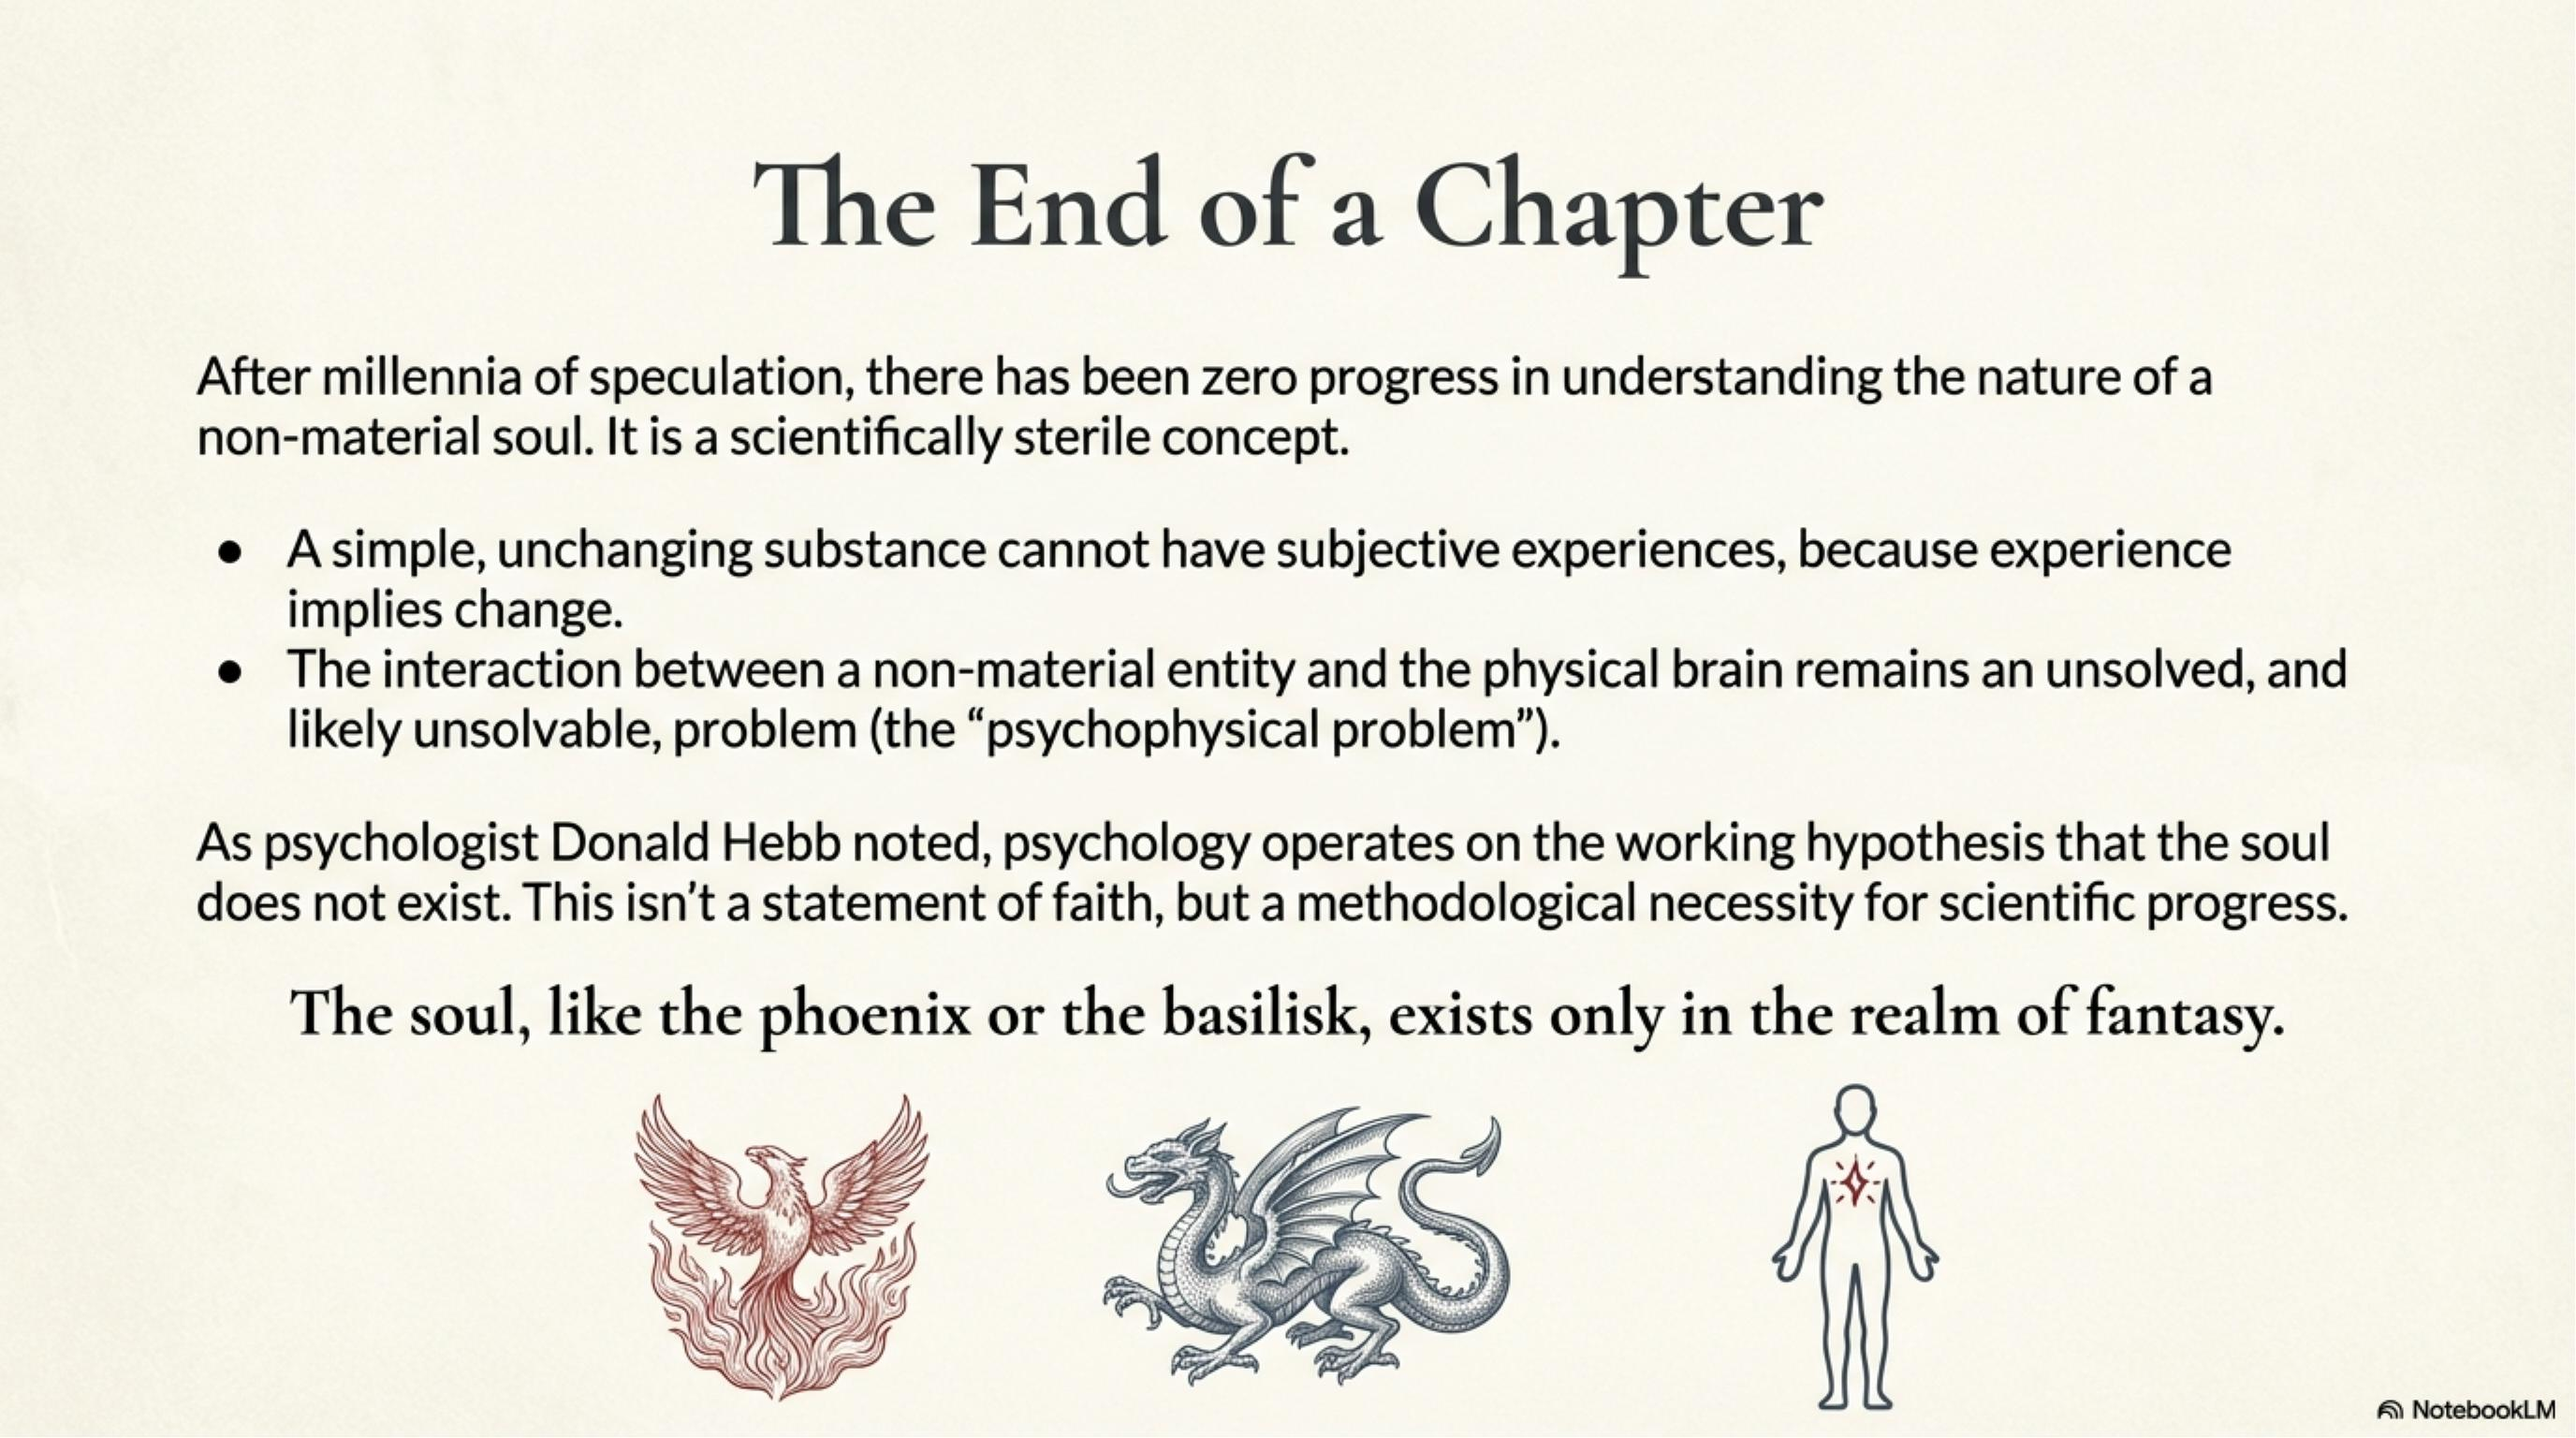 The End of a Chapter
After millennia of speculation, there has been zero progress in understanding the nature of a
non-material soul. It is a scientifically sterile concept.
● A simple, unchanging substance cannot have subjective experiences, because experience
implies change.
● The interaction between a non-material entity and the physical brain remains an unsolved, and
likely unsolvable, problem (the “psychophysical problem”).
As psychologist Donald Hebb noted, psychology operates on the working hypothesis that the soul
does not exist. This isn’t a statement of faith, but a methodological necessity for scientific progress.
The soul, like the phoenix or the basilisk, exists only in the realm of fantasy.
NotebookLM